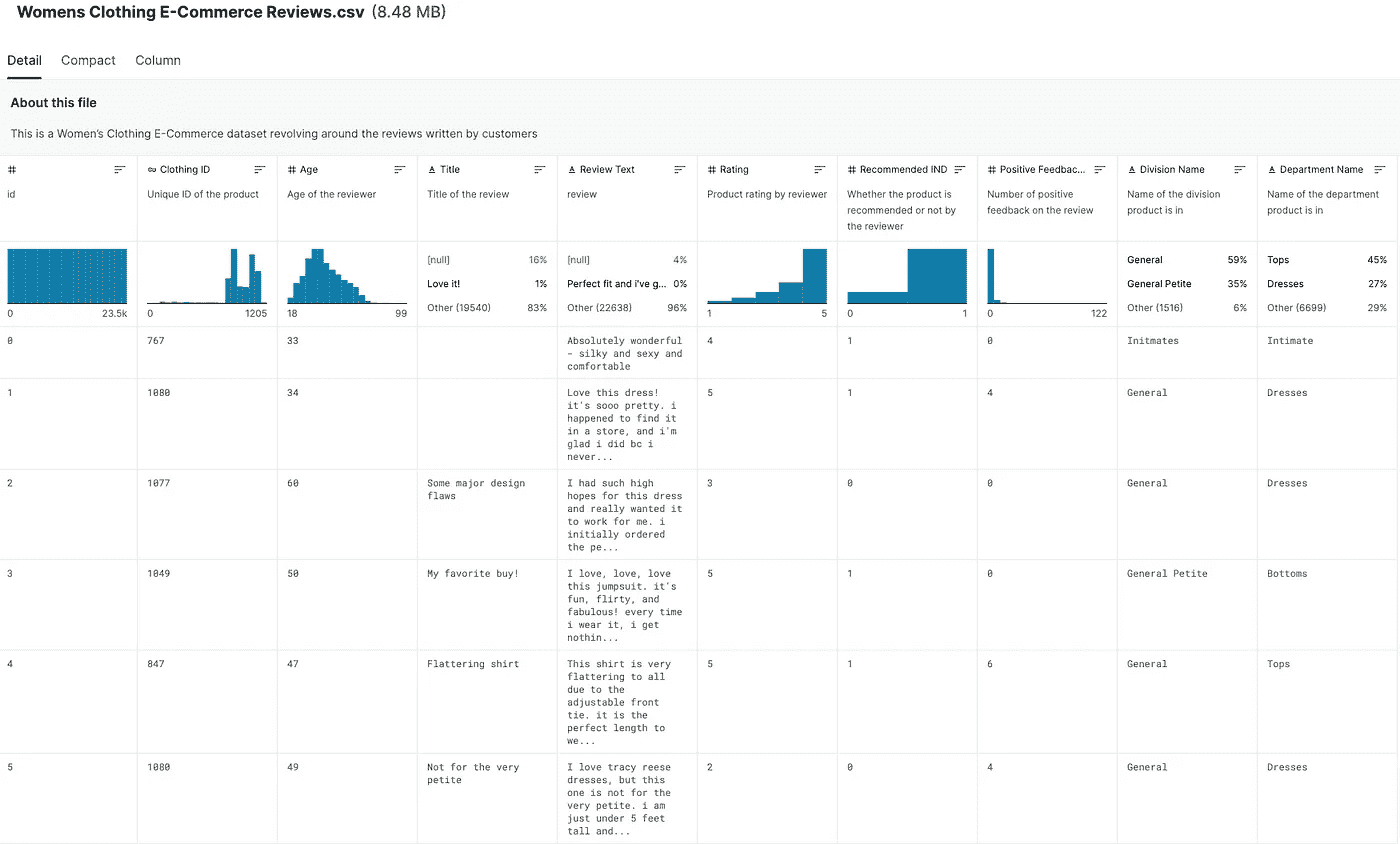 Womens Clothing E-Commerce Reviews.csv (8.48 MB)
Detail Compact Column
About this file
This is a Women's Clothing E-Commerce dataset revolving around the reviews written by customers
#
id
0 23.5k
Clothing ID
Unique ID of the product
0 1205
# Age
Age of the reviewer
18 99
A Title
Title of the review
[null] 16%
Love it! 1%
Other (19540) 83%
A Review Text
review
[null] 4%
Perfect fit and i've g... 0%
Other (22638) 96%
# Rating
Product rating by reviewer
1 5
# Recommended IND
Whether the product is
recommended or not by
the reviewer
0 1
# Positive Feedbac...
Number of positive
feedback on the review
0 122
A Division Name
Name of the division
product is in
General 59%
General Petite 35%
Other (1516) 6%
A Department Name
Name of the department
product is in
Tops 45%
Dresses 27%
Other (6699) 29%
0
767
33
Absolutely wonderful
- silky and sexy and
comfortable
4
1
0
Initmates
Intimate
1
1080
34
Love this dress!
it's sooo pretty. i
happened to find it
in a store, and i'm
glad i did bc i
never...
5
1
4
General
Dresses
2
1077
60
Some major design
flaws
I had such high
hopes for this dress
and really wanted it
to work for me. i
initially ordered
the pe...
3
0
0
General
Dresses
3
1049
50
My favorite buy!
I love, love, love
this jumpsuit. it's
fun, flirty, and
fabulous! every time
i wear it, i get
nothin...
5
1
0
General Petite
Bottoms
4
847
47
Flattering shirt
This shirt is very
flattering to all
due to the
adjustable front
tie. it is the
perfect length to
we...
5
1
6
General
Tops
5
1080
49
Not for the very
petite
I love tracy reese
dresses, but this
one is not for the
very petite. i am
just under 5 feet
tall and...
2
0
4
General
Dresses